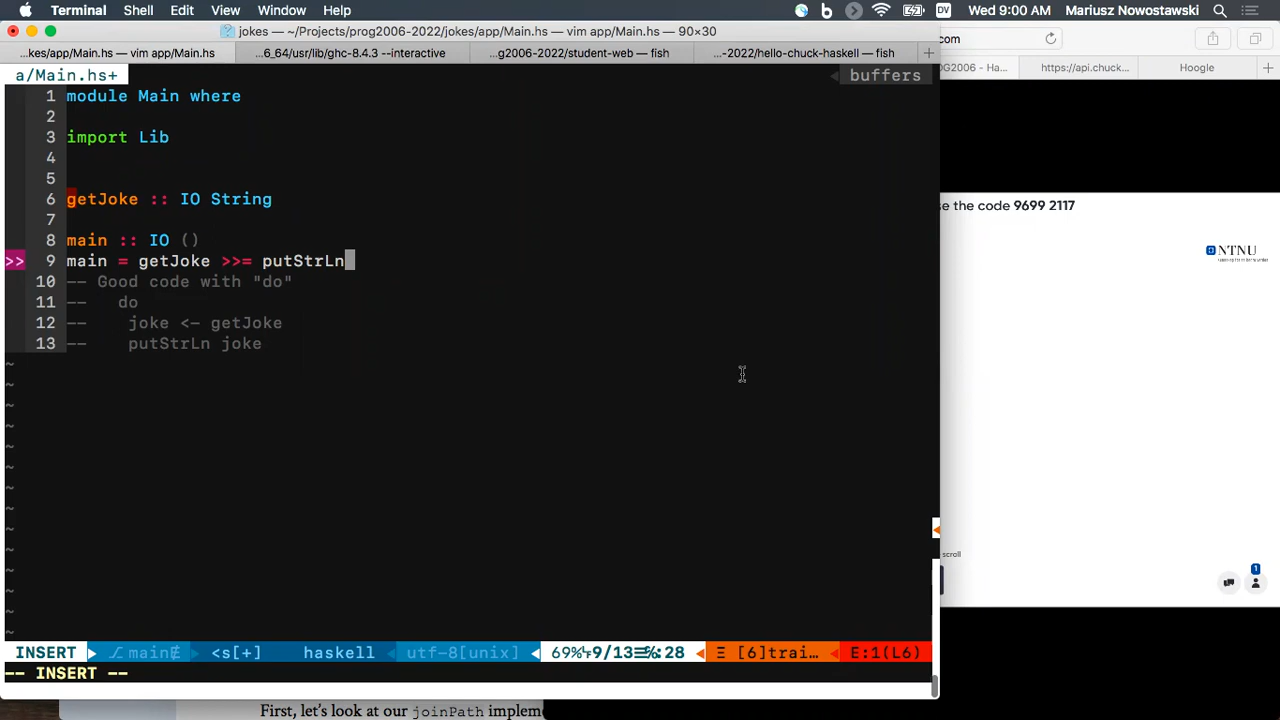 Terminal Shell Edit View Window Help DV Wed 9:00 AM Mariusz Nowostawski
jokes — ~/Projects/prog2006-2022/jokes/app/Main.hs — vim app/Main.hs — 90×30
...kes/app/Main.hs — vim app/Main.hs ...6_64/usr/lib/ghc-8.4.3 --interactive ...g2006-2022/student-web — fish ...-2022/hello-chuck-haskell — fish +
com
OG2006 - Ha... https://api.chuck... Hoogle +
a/Main.hs+ buffers
1 module Main where
2
3 import Lib
4
5
6 getJoke :: IO String
7
8 main :: IO ()
>> 9 main = getJoke >>= putStrLn
10 -- Good code with "do"
11 -- do
12 -- joke <- getJoke
13 -- putStrLn joke
~
~
~
~
~
~
~
~
~
~
~
~
~
~
se the code 9699 2117
NTNU
scroll
1
INSERT main <s[+] haskell utf-8[unix] 69% 9/13 :28 Ξ [6]trai... E:1(L6)
-- INSERT --
First, let's look at our joinPath implem